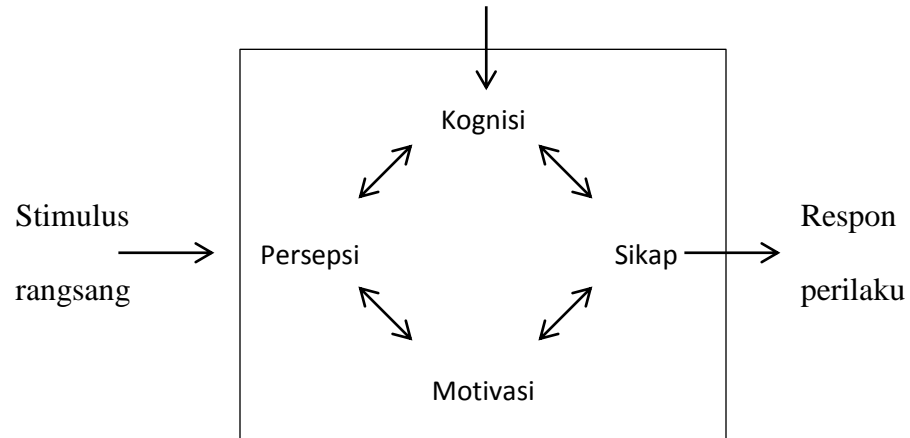 Kognisi
Stimulus
rangsang
Persepsi
Sikap
Respon
perilaku
Motivasi